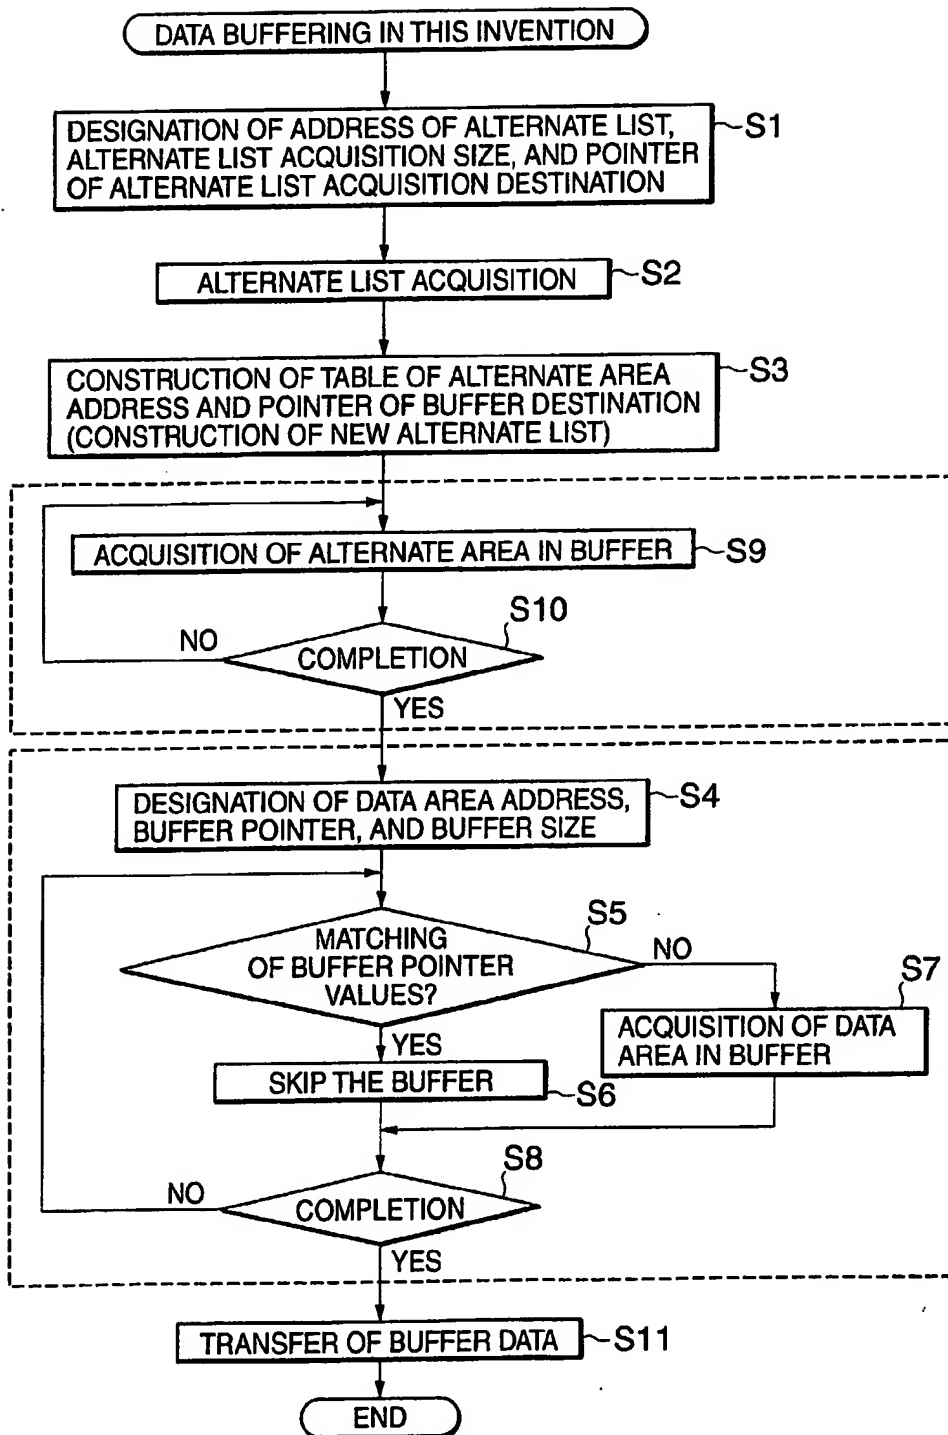 DATA BUFFERING IN THIS INVENTION
DESIGNATION OF ADDRESS OF ALTERNATE LIST,
ALTERNATE LIST ACQUISITION SIZE, AND POINTER
OF ALTERNATE LIST ACQUISITION DESTINATION
S1
ALTERNATE LIST ACQUISITION
S2
CONSTRUCTION OF TABLE OF ALTERNATE AREA
ADDRESS AND POINTER OF BUFFER DESTINATION
(CONSTRUCTION OF NEW ALTERNATE LIST)
S3
ACQUISITION OF ALTERNATE AREA IN BUFFER
S9
S10
NO
COMPLETION
YES
DESIGNATION OF DATA AREA ADDRESS,
BUFFER POINTER, AND BUFFER SIZE
S4
S5
MATCHING
OF BUFFER POINTER
VALUES?
NO
S7
ACQUISITION OF DATA
AREA IN BUFFER
YES
SKIP THE BUFFER
S6
S8
NO
COMPLETION
YES
TRANSFER OF BUFFER DATA
S11
END